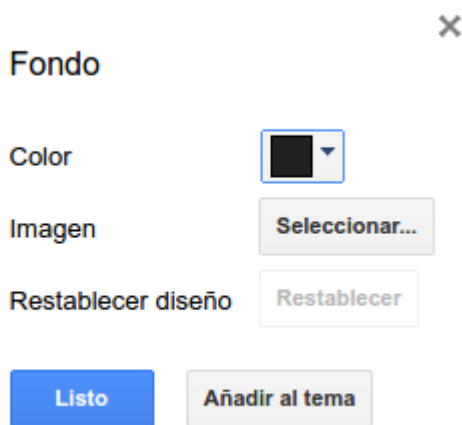 Fondo
Color
Imagen Seleccionar...
Restablecer diseño Restablecer
Listo Añadir al tema